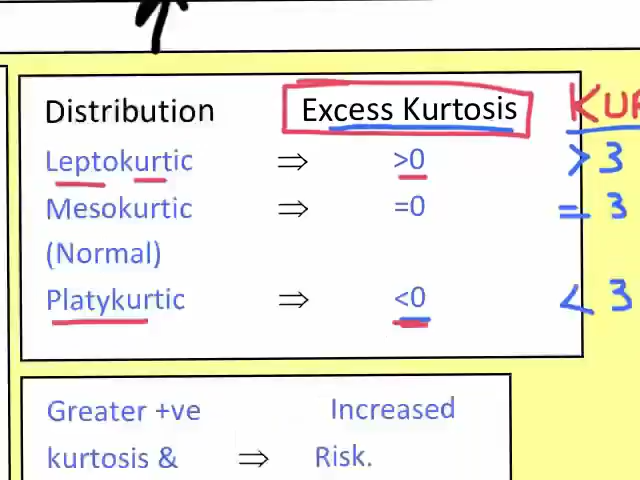 Distribution Excess Kurtosis KUR
Leptokurtic ⇒ >0 >3
Mesokurtic ⇒ =0 =3
(Normal)
Platykurtic ⇒ <0 <3
Greater +ve Increased
kurtosis & ⇒ Risk.